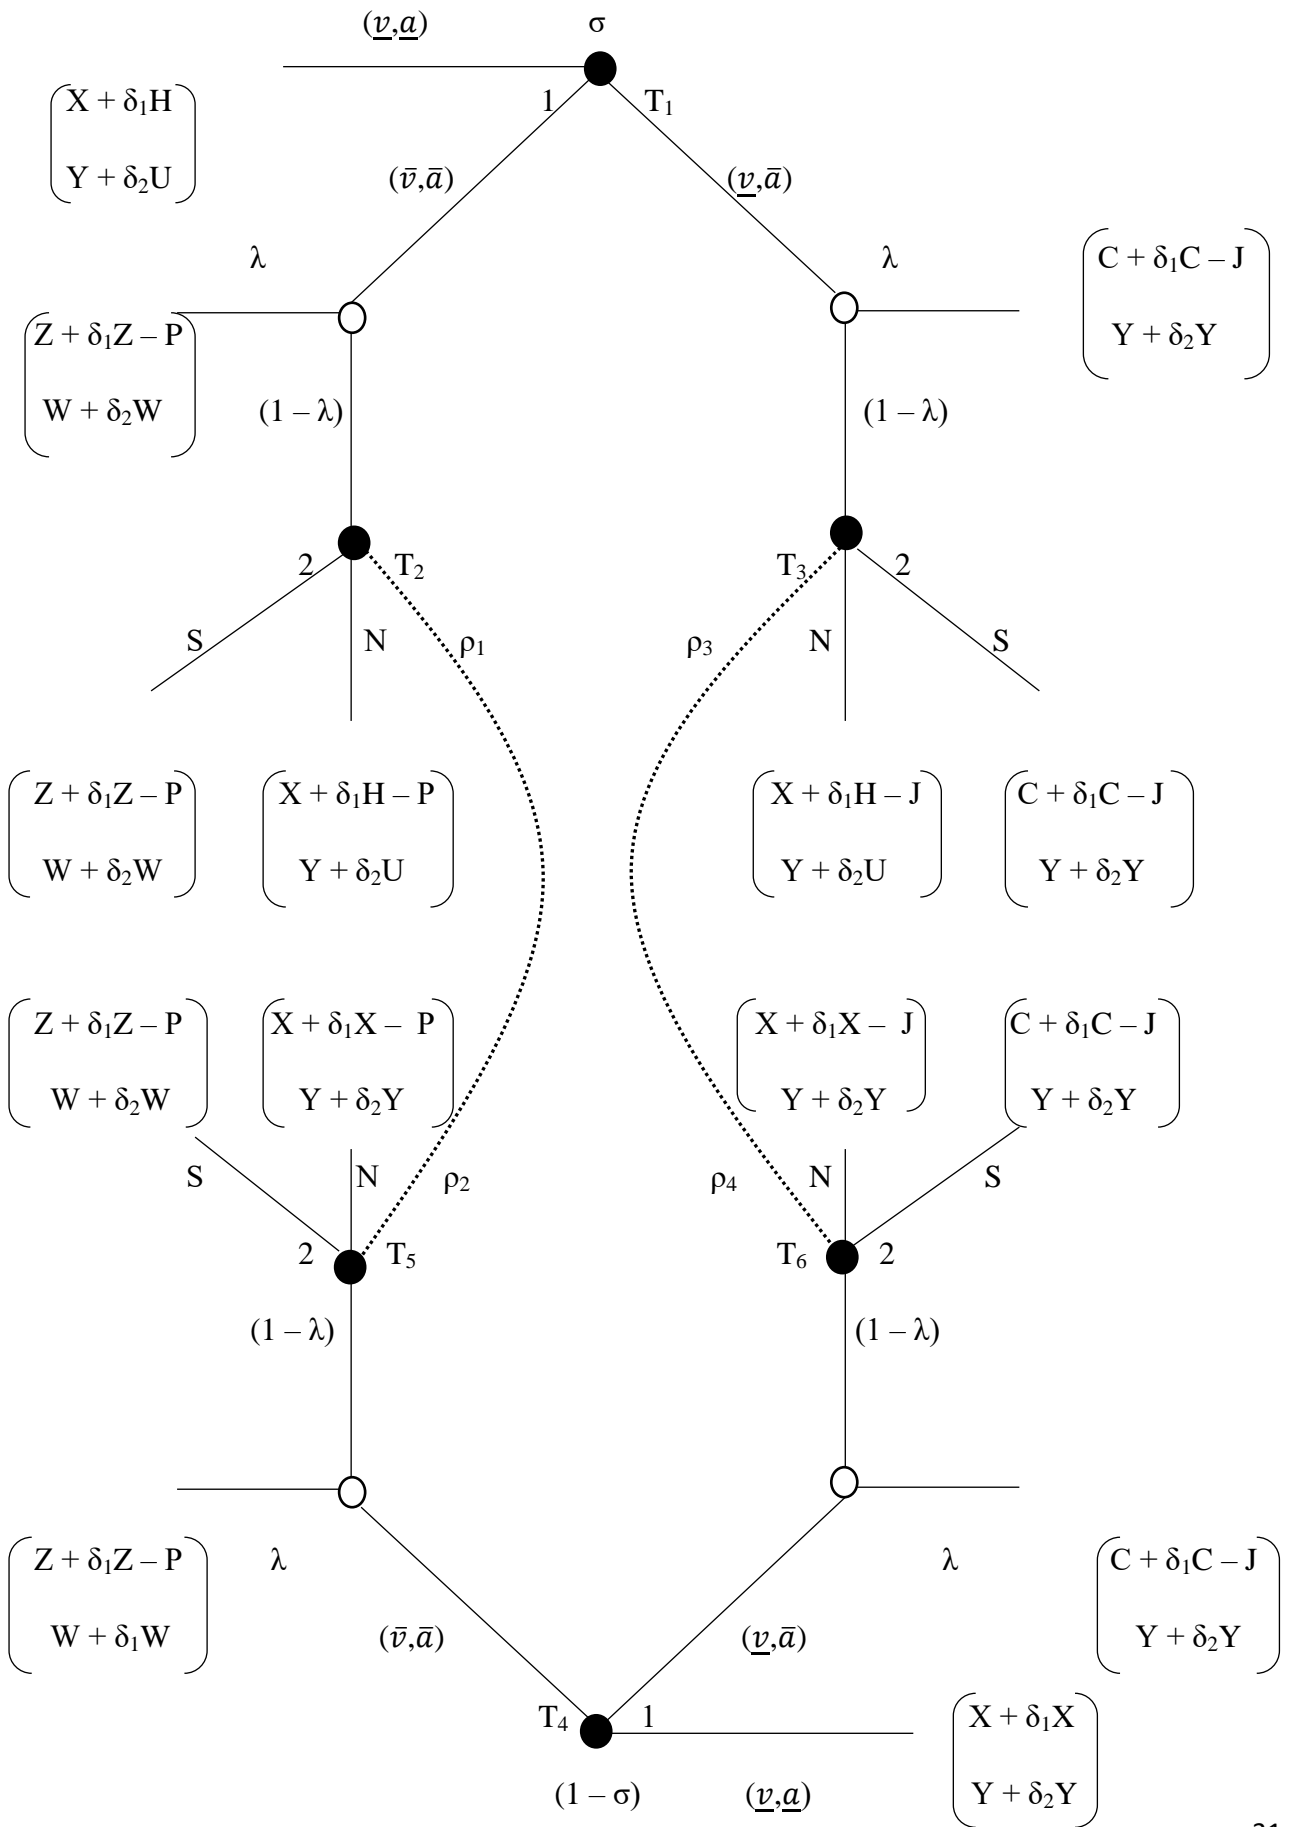 (v̲,a̲) σ
X + δ₁H 1 T₁
Y + δ₂U (v̄,ā) (v̲,ā)
λ λ C + δ₁C – J
Z + δ₁Z – P Y + δ₂Y
W + δ₂W (1 – λ) (1 – λ)
2 T₂ T₃ 2
S N ρ₁ ρ₃ N S
Z + δ₁Z – P X + δ₁H – P X + δ₁H – J C + δ₁C – J
W + δ₂W Y + δ₂U Y + δ₂U Y + δ₂Y
Z + δ₁Z – P X + δ₁X – P X + δ₁X – J C + δ₁C – J
W + δ₂W Y + δ₂Y Y + δ₂Y Y + δ₂Y
S N ρ₂ ρ₄ N S
2 T₅ T₆ 2
(1 – λ) (1 – λ)
Z + δ₁Z – P λ λ C + δ₁C – J
W + δ₁W (v̄,ā) (v̲,ā) Y + δ₂Y
T₄ 1 X + δ₁X
(1 – σ) (v̲,a̲) Y + δ₂Y